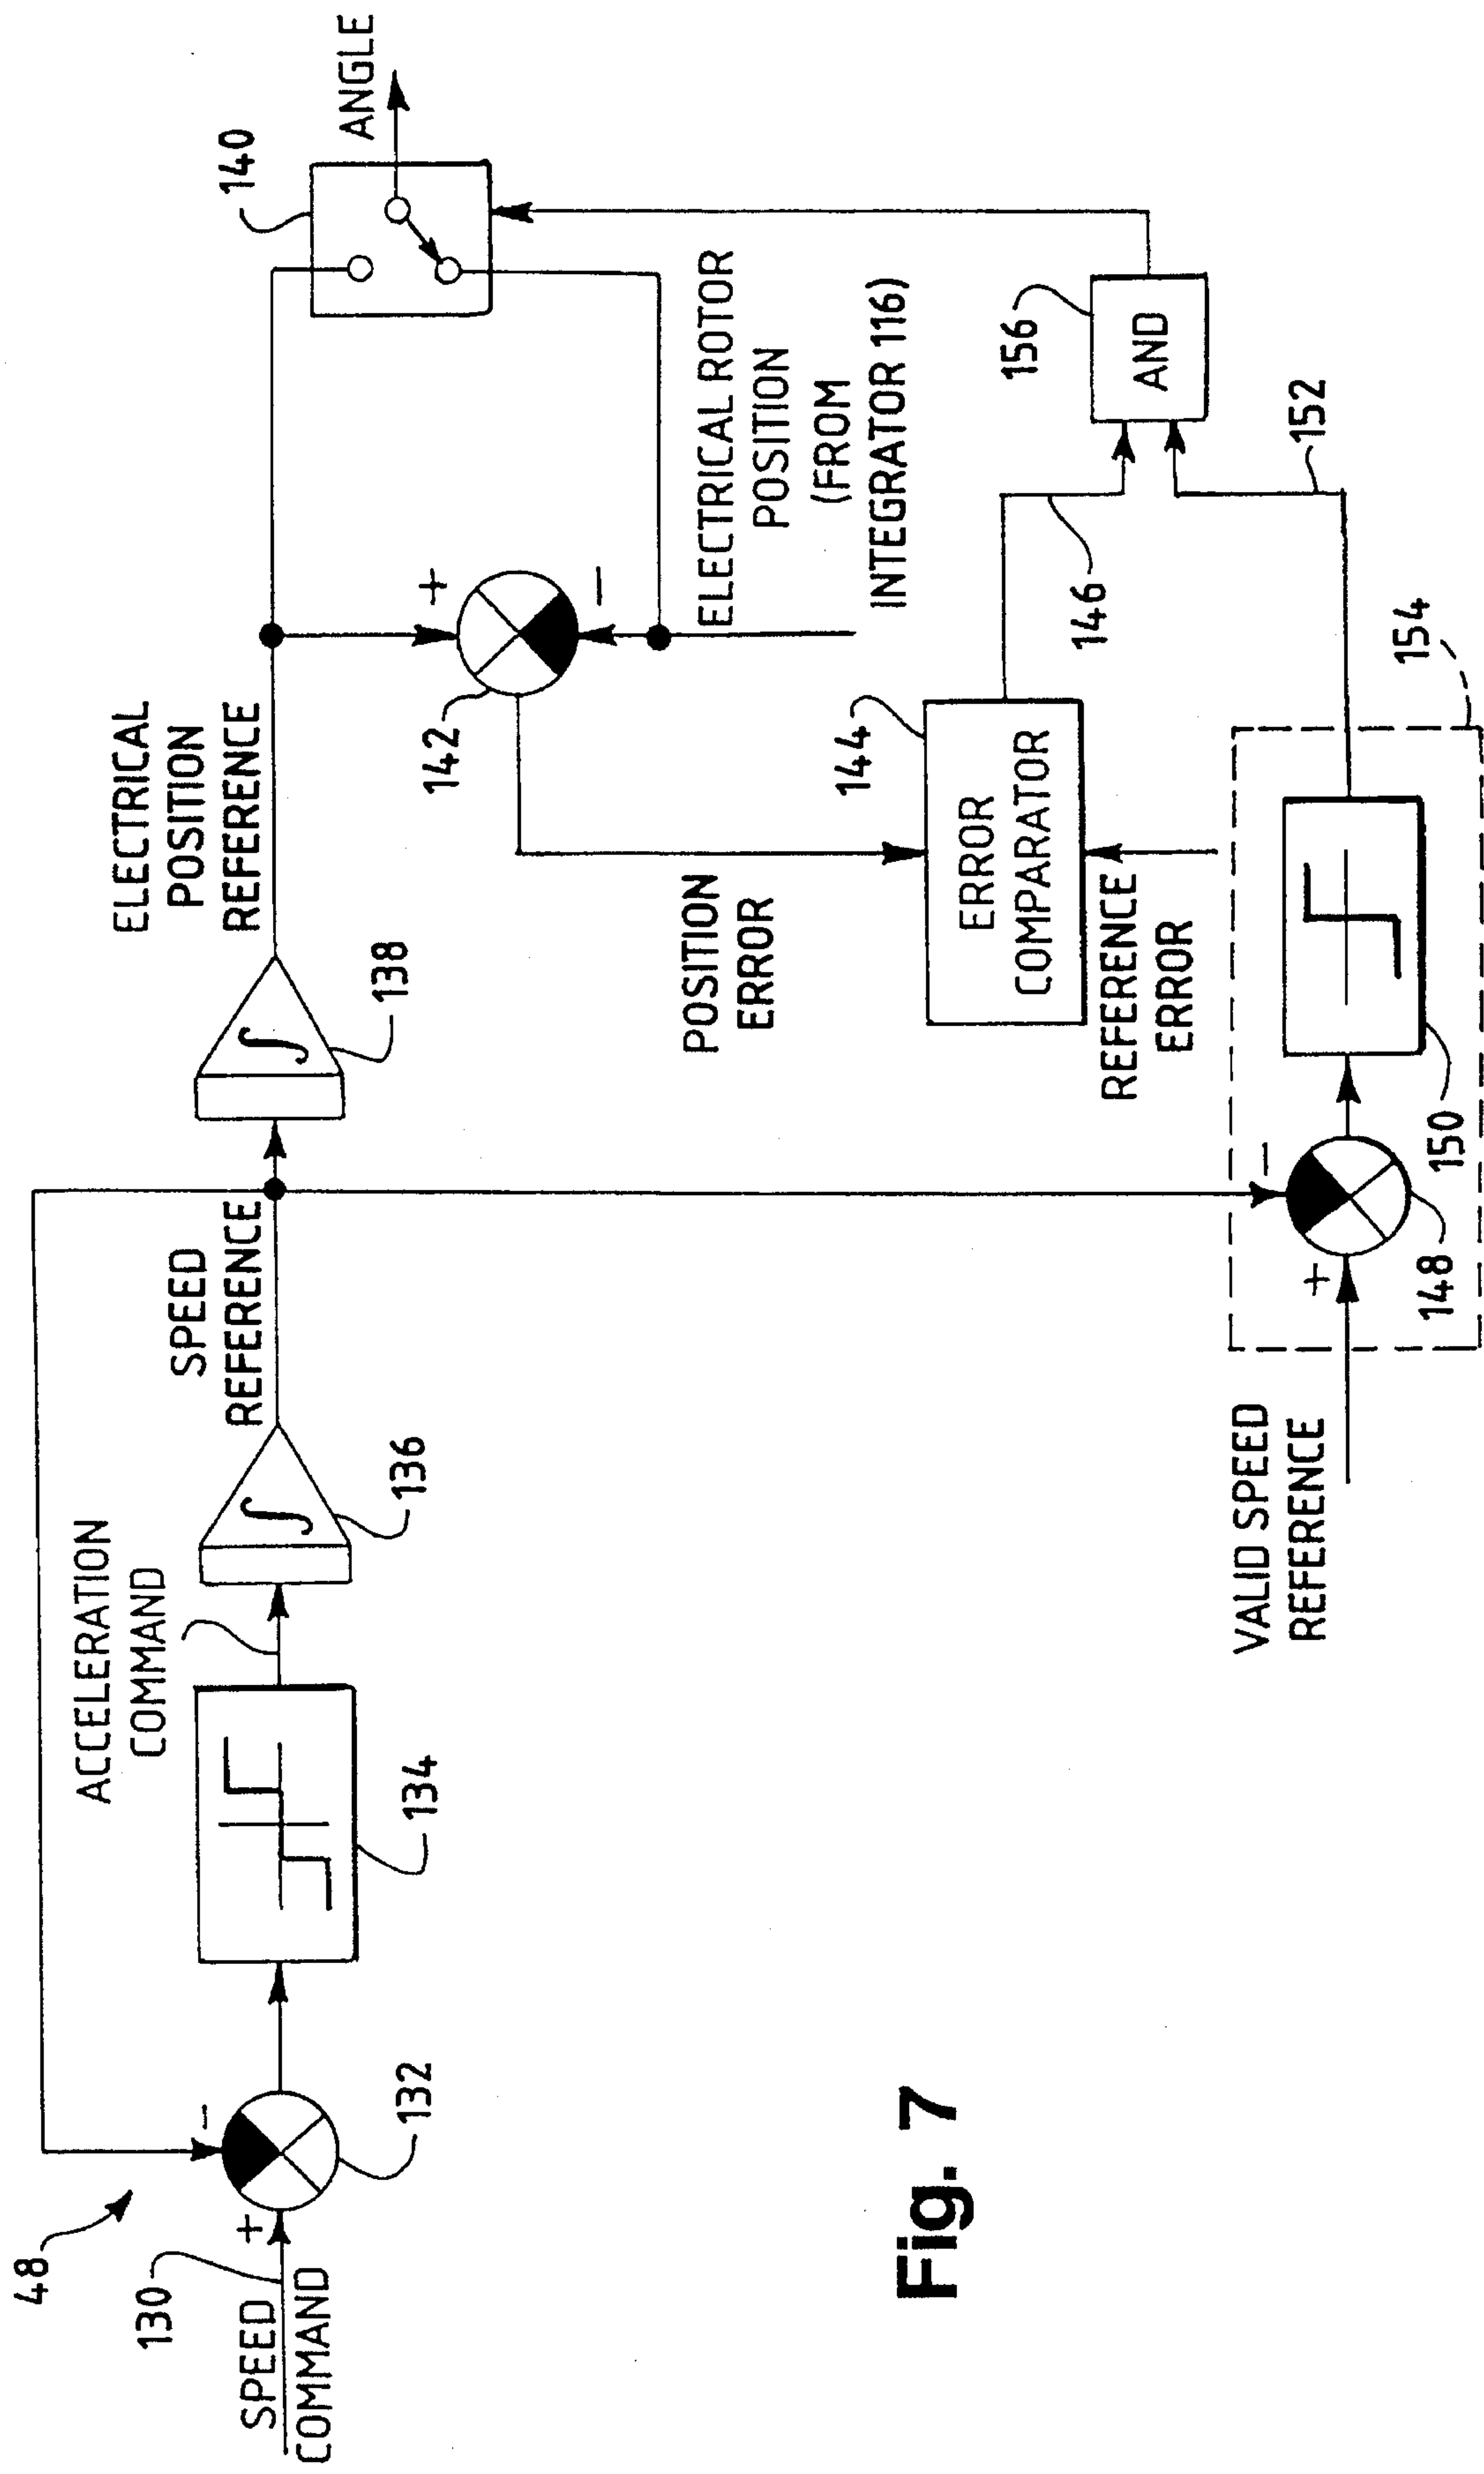 48
130
SPEED
COMMAND
+
-
132
134
ACCELERATION
COMMAND
∫
136
SPEED
REFERENCE
∫
138
ELECTRICAL
POSITION
REFERENCE
140
ANGLE
+
142
-
ELECTRICAL ROTOR
POSITION
(FROM
INTEGRATOR 116)
POSITION
ERROR
144
ERROR
COMPARATOR
REFERENCE
ERROR
146
156
AND
152
154
VALID SPEED
REFERENCE
+
-
148
150
Fig. 7